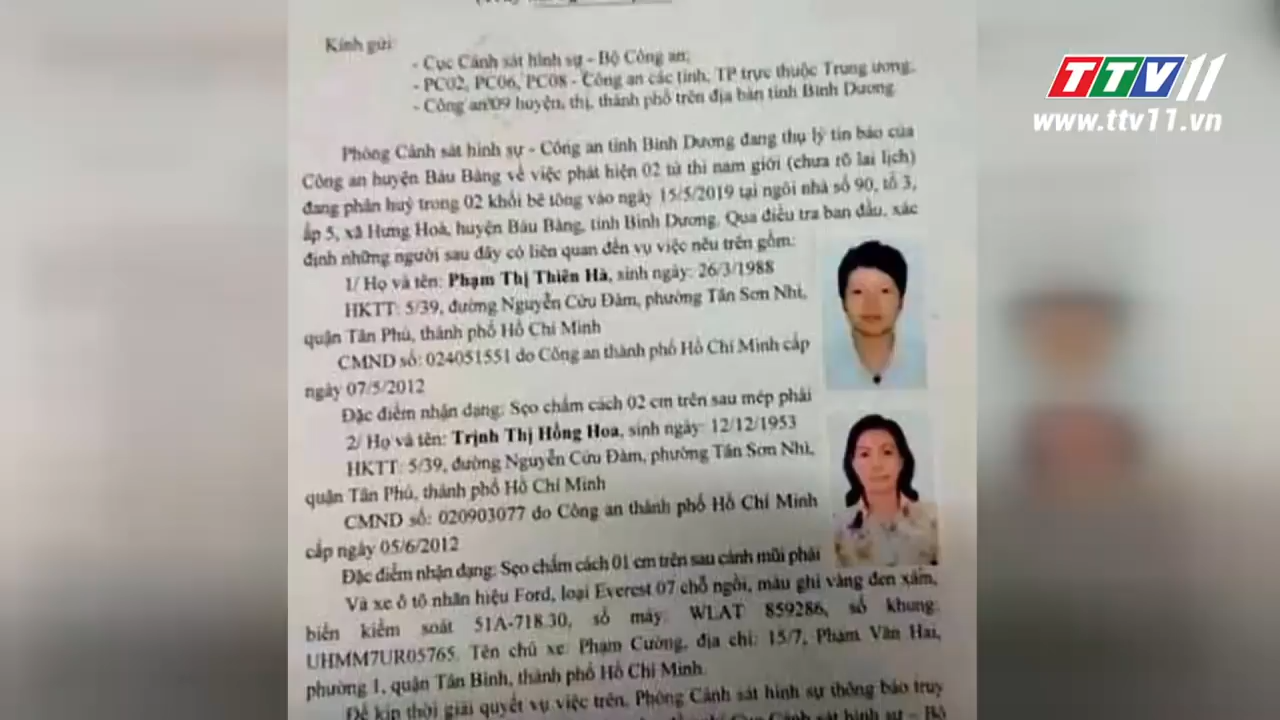 Kính gửi:
- Cục Cảnh sát hình sự - Bộ Công an;
- PC02, PC06, PC08 - Công an các tỉnh, TP trực thuộc Trung ương;
- Công an 09 huyện, thị, thành phố trên địa bàn tỉnh Bình Dương.
TTV11
www.ttv11.vn
Phòng Cảnh sát hình sự - Công an tỉnh Bình Dương đang thụ lý tin báo của
Công an huyện Bàu Bàng về việc phát hiện 02 tử thi nam giới (chưa rõ lai lịch)
đang phân huỷ trong 02 khối bê tông vào ngày 15/5/2019 tại ngôi nhà số 90, tổ 3,
ấp 5, xã Hưng Hoà, huyện Bàu Bàng, tỉnh Bình Dương. Qua điều tra ban đầu, xác
định những người sau đây có liên quan đến vụ việc nêu trên gồm:
1/ Họ và tên: Phạm Thị Thiên Hà, sinh ngày: 26/3/1988
HKTT: 5/39, đường Nguyễn Cửu Đàm, phường Tân Sơn Nhì,
quận Tân Phú, thành phố Hồ Chí Minh
CMND số: 024051551 do Công an thành phố Hồ Chí Minh cấp
ngày 07/5/2012
Đặc điểm nhận dạng: Sẹo chấm cách 02 cm trên sau mép phải
2/ Họ và tên: Trịnh Thị Hồng Hoa, sinh ngày: 12/12/1953
HKTT: 5/39, đường Nguyễn Cửu Đàm, phường Tân Sơn Nhì,
quận Tân Phú, thành phố Hồ Chí Minh
CMND số: 020903077 do Công an thành phố Hồ Chí Minh
cấp ngày 05/6/2012
Đặc điểm nhận dạng: Sẹo chấm cách 01 cm trên sau cánh mũi phải
Và xe ô tô nhãn hiệu Ford, loại Everest 07 chỗ ngồi, màu ghi vàng đen xám,
biển kiểm soát 51A-718.30, số máy: WLAT 859286, số khung:
UHMM7UR05765. Tên chủ xe: Phạm Cường, địa chỉ: 15/7, Phạm Văn Hai,
phường 1, quận Tân Bình, thành phố Hồ Chí Minh.
Để kịp thời giải quyết vụ việc trên, Phòng Cảnh sát hình sự thông báo truy
Cục Cảnh sát hình sự - Bộ